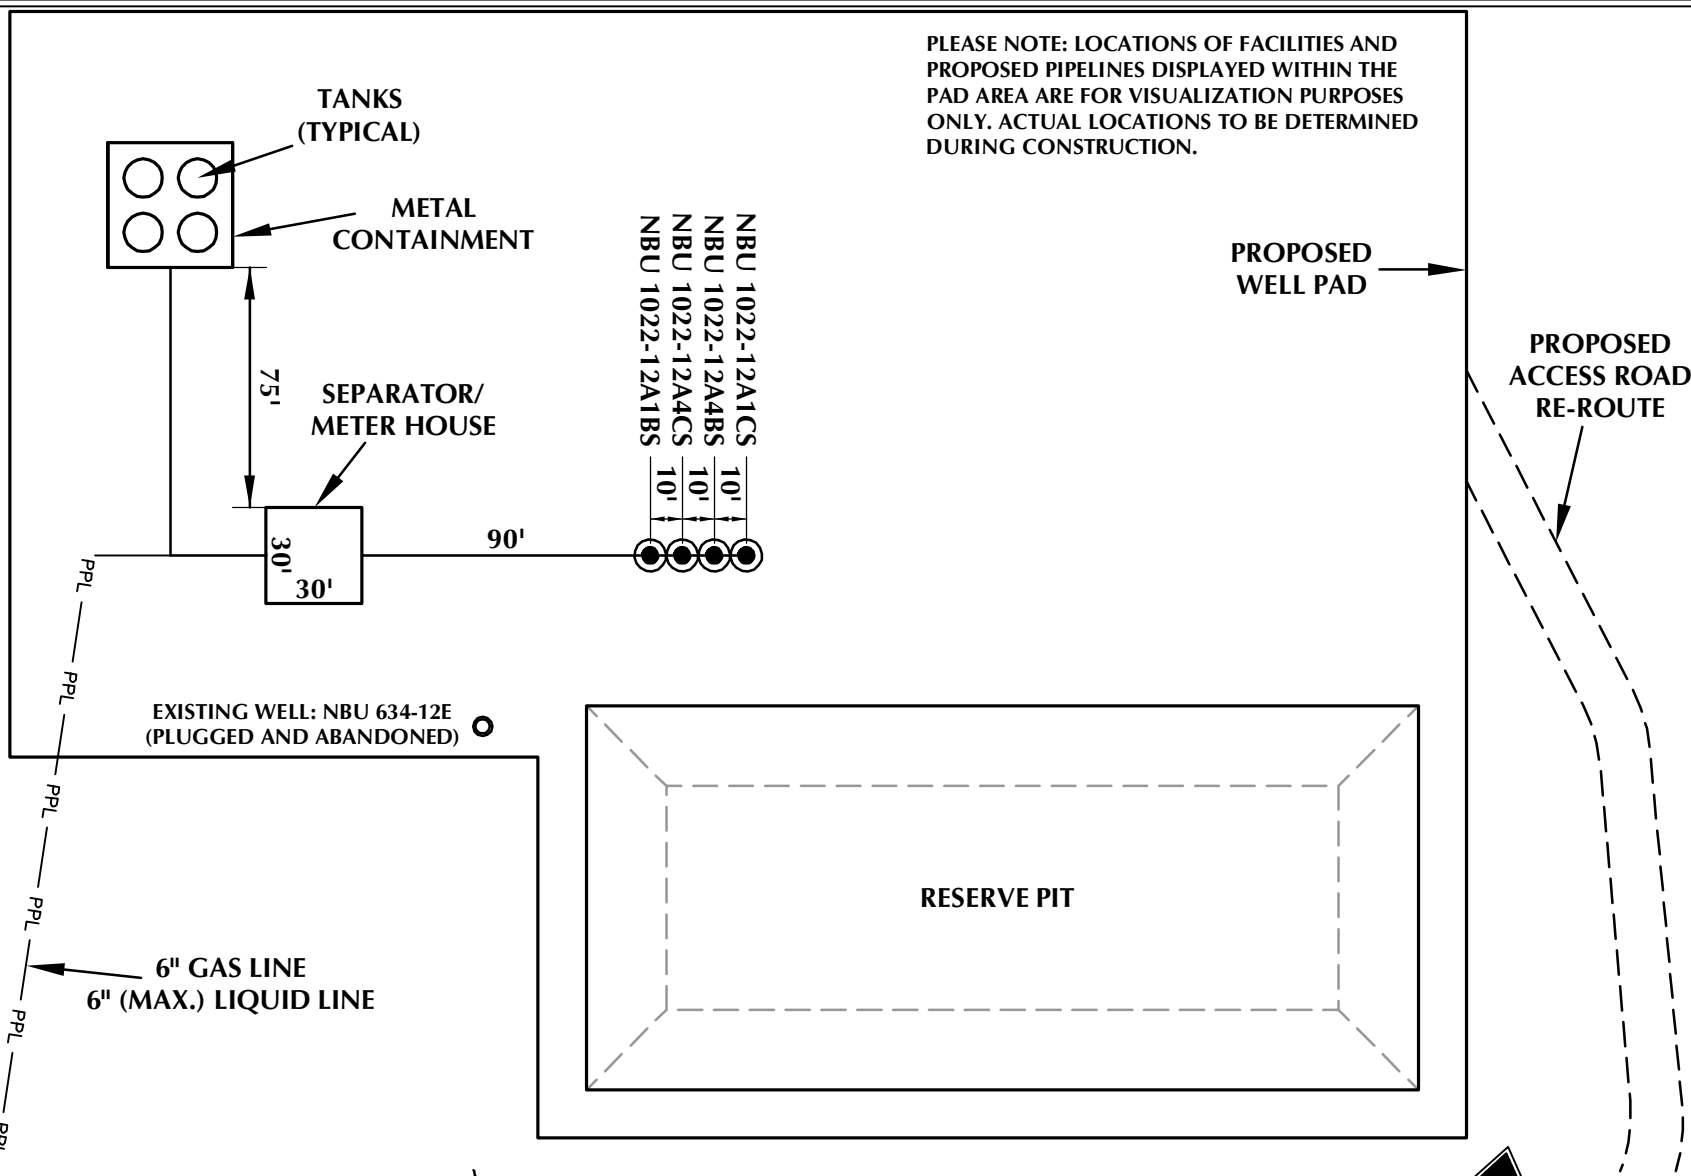 PLEASE NOTE: LOCATIONS OF FACILITIES AND
PROPOSED PIPELINES DISPLAYED WITHIN THE
PAD AREA ARE FOR VISUALIZATION PURPOSES
ONLY. ACTUAL LOCATIONS TO BE DETERMINED
DURING CONSTRUCTION.
TANKS
(TYPICAL)
METAL
CONTAINMENT
NBU 1022-12A1BS
NBU 1022-12A4CS
NBU 1022-12A4BS
NBU 1022-12A1CS
PROPOSED
WELL PAD
PROPOSED
ACCESS ROAD
RE-ROUTE
75'
SEPARATOR/
METER HOUSE
10'
10'
10'
90'
30'
30'
PPL
PPL
EXISTING WELL: NBU 634-12E
(PLUGGED AND ABANDONED)
PPL
PPL
RESERVE PIT
6" GAS LINE
6" (MAX.) LIQUID LINE
PPL
PPL